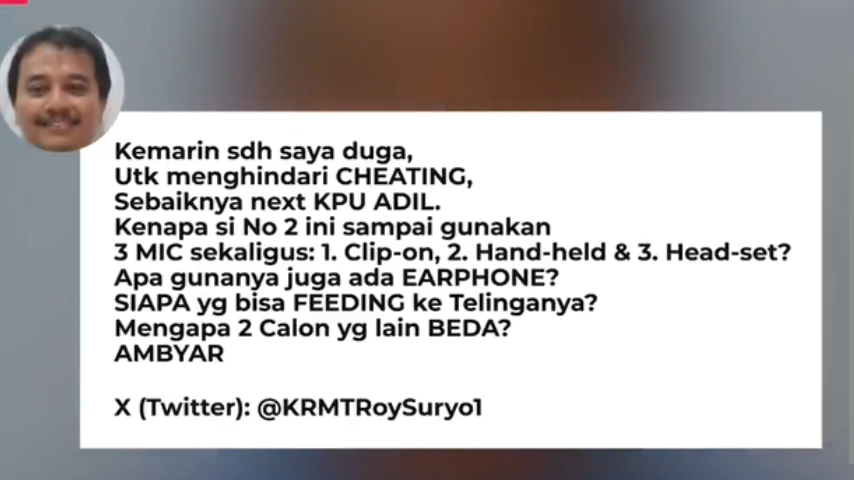 Kemarin sdh saya duga,
Utk menghindari CHEATING,
Sebaiknya next KPU ADIL.
Kenapa si No 2 ini sampai gunakan
3 MIC sekaligus: 1. Clip-on, 2. Hand-held & 3. Head-set?
Apa gunanya juga ada EARPHONE?
SIAPA yg bisa FEEDING ke Telinganya?
Mengapa 2 Calon yg lain BEDA?
AMBYAR
X (Twitter): @KRMTRoySuryo1